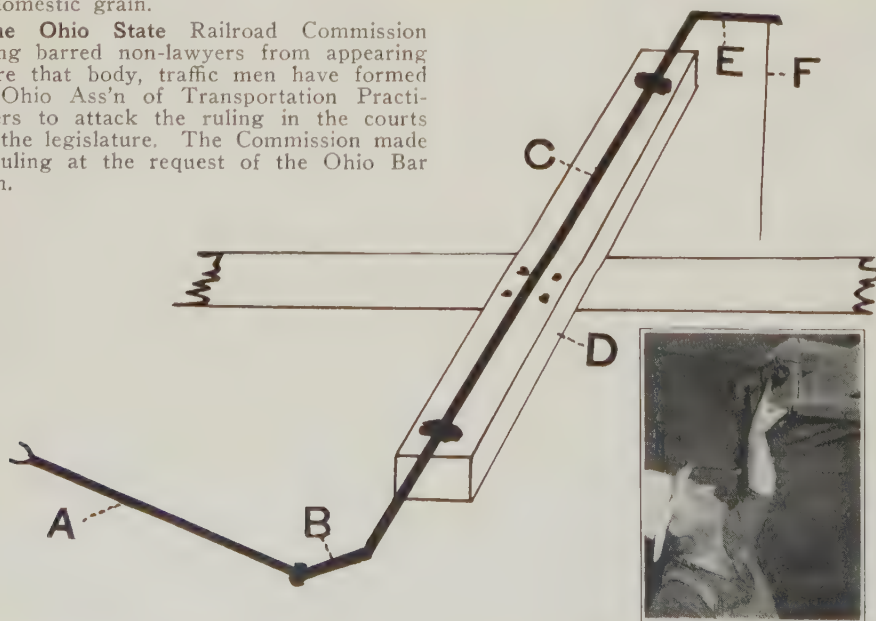 domestic grain.
he Ohio State Railroad Commission
ng barred non-lawyers from appearing
re that body, traffic men have formed
Ohio Ass'n of Transportation Practi-
ers to attack the ruling in the courts
the legislature. The Commission made
uling at the request of the Ohio Bar
n.
E
F
C
D
A
B